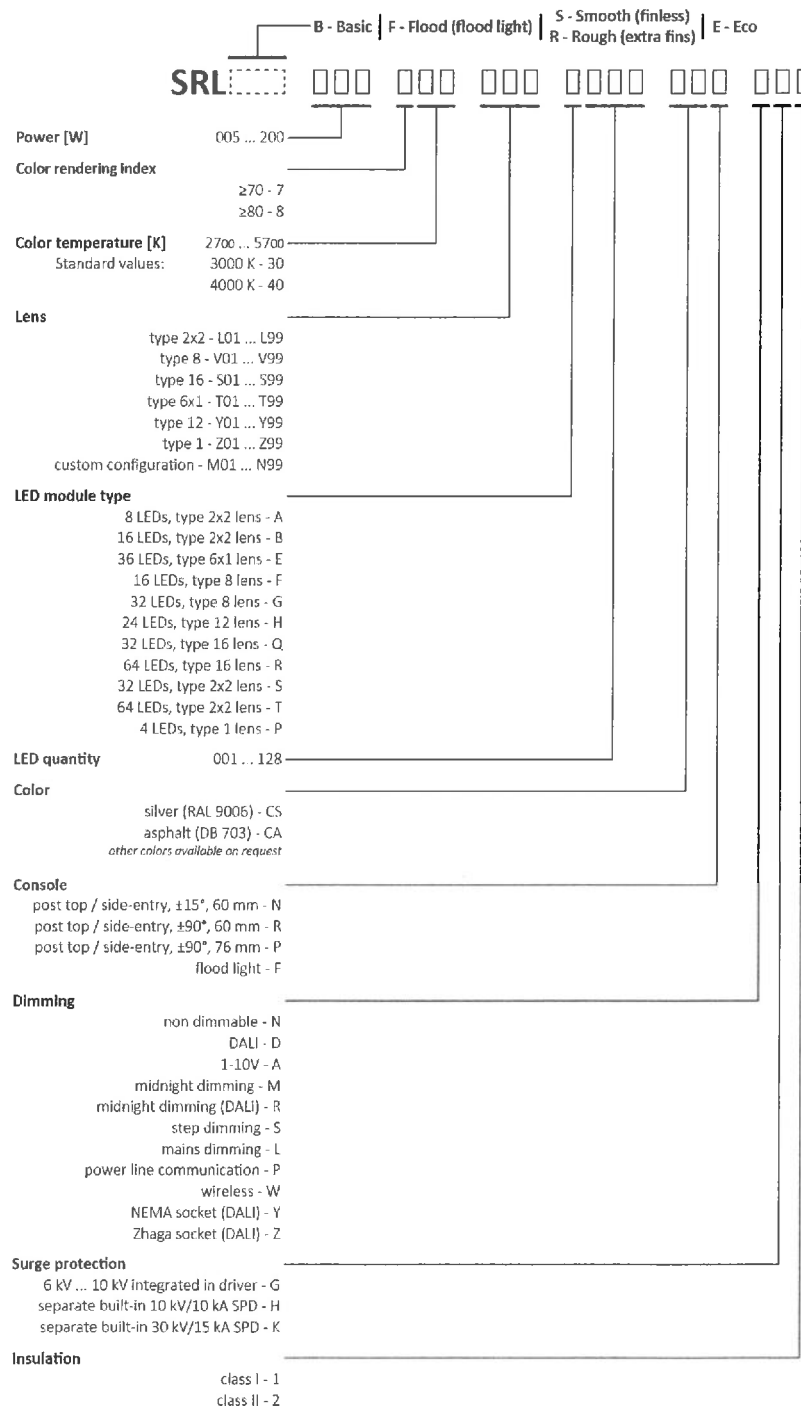 B - Basic | F - Flood (flood light) | S - Smooth (finless) R - Rough (extra fins) | E - Eco
SRL
Power [W] 005 ... 200
Color rendering index
≥70 - 7
≥80 - 8
Color temperature [K] 2700 ... 5700
Standard values: 3000 K - 30
4000 K - 40
Lens
type 2x2 - L01 ... L99
type 8 - V01 ... V99
type 16 - S01 ... S99
type 6x1 - T01 ... T99
type 12 - Y01 ... Y99
type 1 - Z01 ... Z99
custom configuration - M01 ... N99
LED module type
8 LEDs, type 2x2 lens - A
16 LEDs, type 2x2 lens - B
36 LEDs, type 6x1 lens - E
16 LEDs, type 8 lens - F
32 LEDs, type 8 lens - G
24 LEDs, type 12 lens - H
32 LEDs, type 16 lens - Q
64 LEDs, type 16 lens - R
32 LEDs, type 2x2 lens - S
64 LEDs, type 2x2 lens - T
4 LEDs, type 1 lens - P
LED quantity 001 ... 128
Color
silver (RAL 9006) - CS
asphalt (DB 703) - CA
other colors available on request
Console
post top / side-entry, ±15°, 60 mm - N
post top / side-entry, ±90°, 60 mm - R
post top / side-entry, ±90°, 76 mm - P
flood light - F
Dimming
non dimmable - N
DALI - D
1-10V - A
midnight dimming - M
midnight dimming (DALI) - R
step dimming - S
mains dimming - L
power line communication - P
wireless - W
NEMA socket (DALI) - Y
Zhaga socket (DALI) - Z
Surge protection
6 kV ... 10 kV integrated in driver - G
separate built-in 10 kV/10 kA SPD - H
separate built-in 30 kV/15 kA SPD - K
Insulation
class I - 1
class II - 2